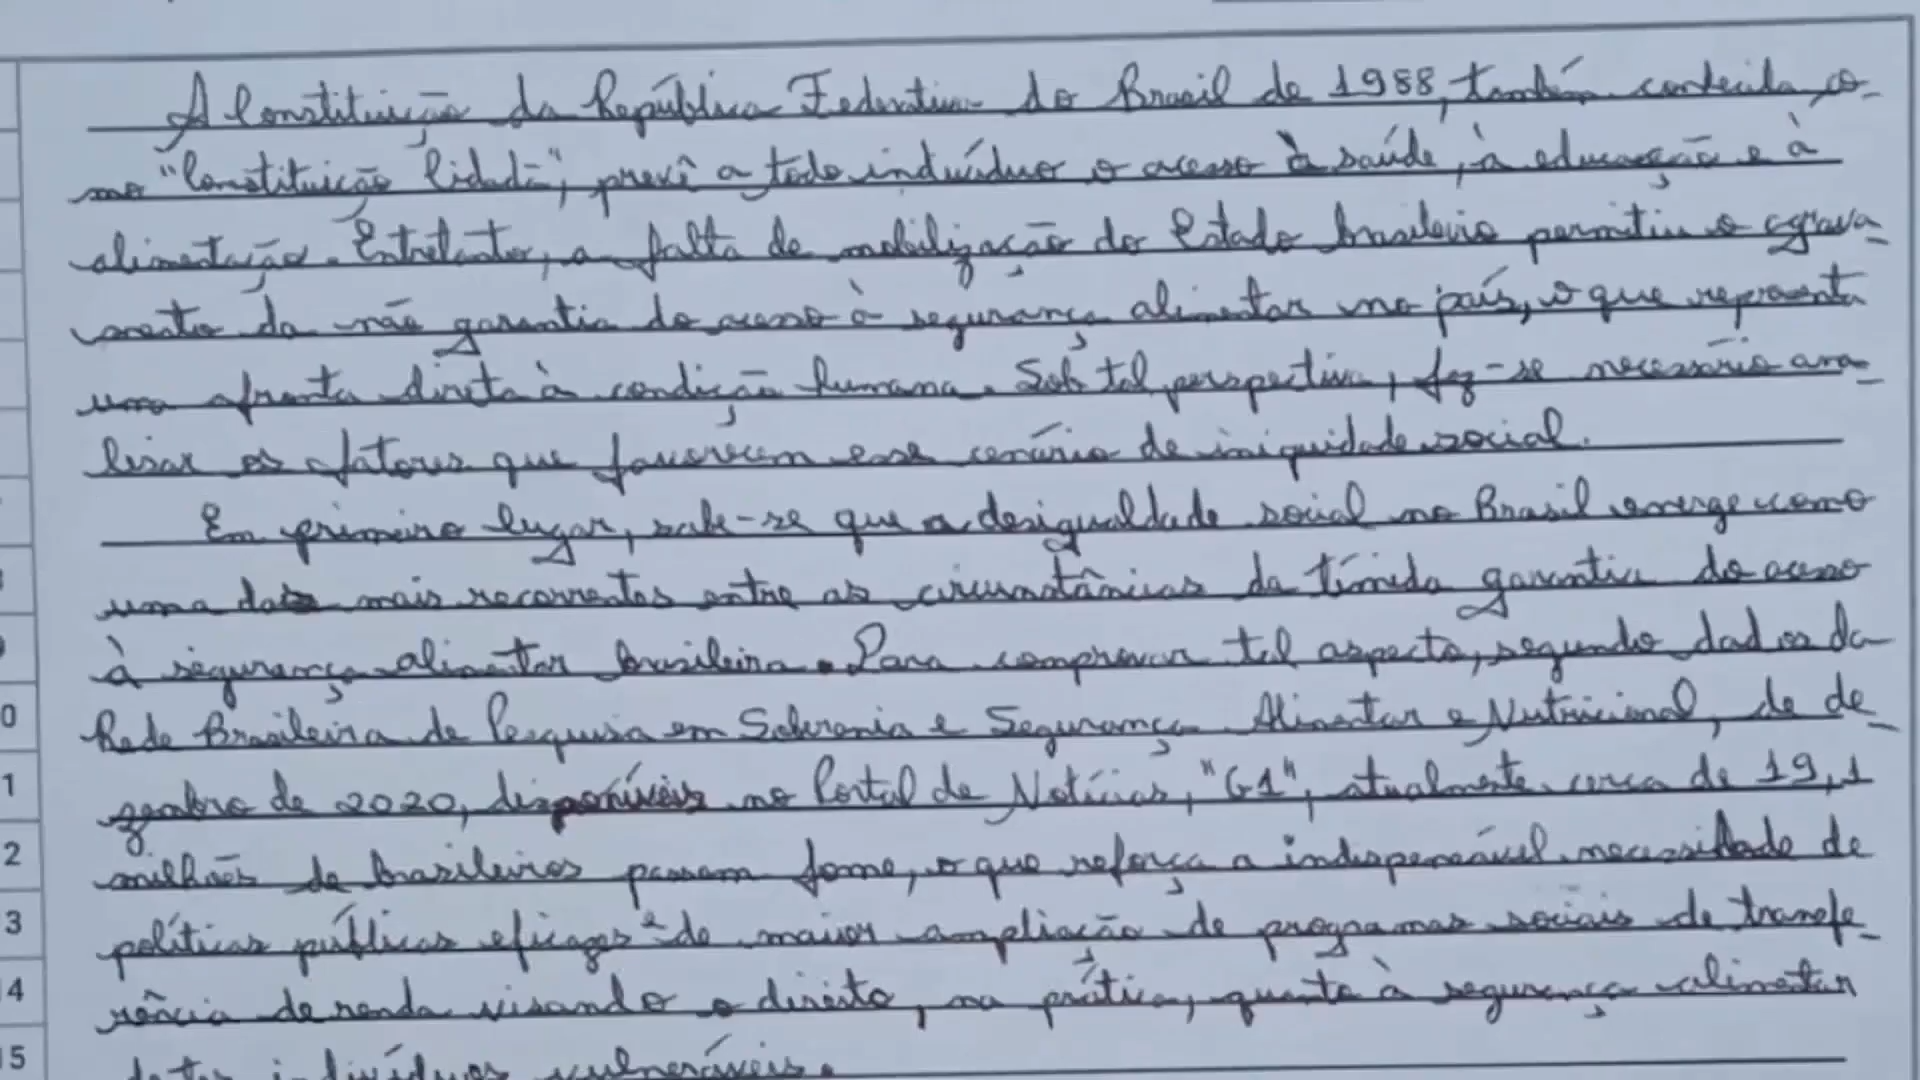 A Constituição da República Federativa do Brasil de 1988, também conhecida co-
mo "Constituição Cidadã", prevê a todo indivíduo o acesso à saúde, à educação e à
alimentação. Entretanto, a falta de mobilização do Estado brasileiro permitiu o agrava-
mento da não garantia do acesso à segurança alimentar no país, o que representa
uma afronta direta à condição humana. Sob tal perspectiva, faz-se necessário ana-
lisar os fatores que favorecem esse cenário de iniquidade social.
Em primeiro lugar, sabe-se que a desigualdade social no Brasil emerge como
uma das mais recorrentes entre as circunstâncias da tímida garantia do acesso
à segurança alimentar brasileira. Para comprovar tal aspecto, segundo dados da
Rede Brasileira de Pesquisa em Soberania e Segurança Alimentar e Nutricional, de de-
zembro de 2020, disponíveis no Portal de Notícias, "G1", atualmente cerca de 19,1
milhões de brasileiros passam fome, o que reforça a indispensável necessidade de
políticas públicas eficazes e de maior ampliação de programas sociais de transfe-
rência de renda visando o direito, na prática, quanto à segurança alimentar
destes indivíduos vulneráveis.